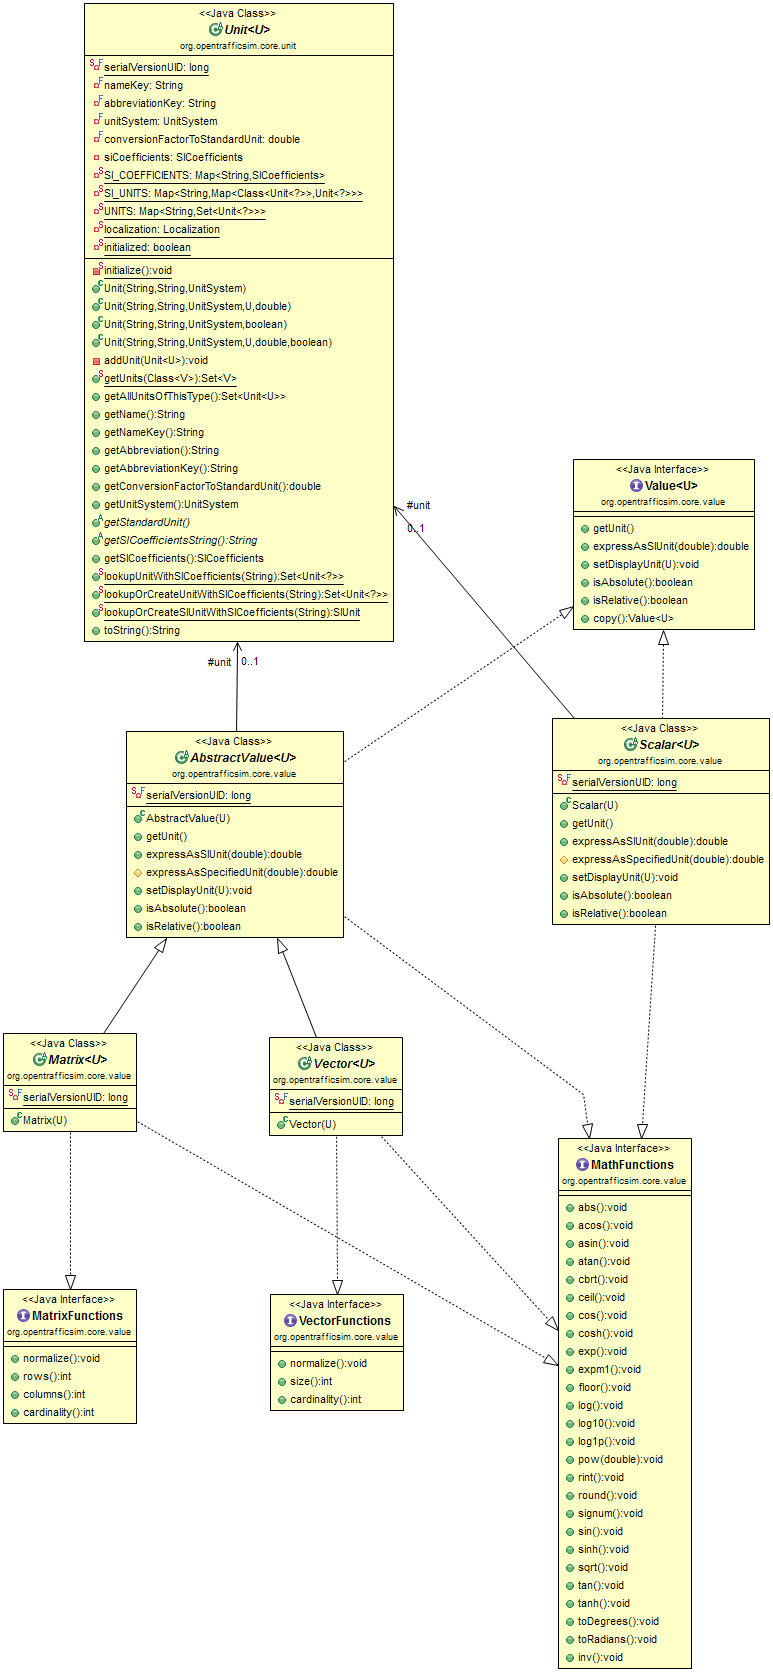 <<Java Class>>
Unit<U>
org.opentrafficsim.core.unit
serialVersionUID: long
nameKey: String
abbreviationKey: String
unitSystem: UnitSystem
conversionFactorToStandardUnit: double
siCoefficients: SICoefficients
SI_COEFFICIENTS: Map<String,SICoefficients>
SI_UNITS: Map<String,Map<Class<Unit<?>>,Unit<?>>>
UNITS: Map<String,Set<Unit<?>>>
localization: Localization
initialized: boolean
initialize():void
Unit(String,String,UnitSystem)
Unit(String,String,UnitSystem,U,double)
Unit(String,String,UnitSystem,boolean)
Unit(String,String,UnitSystem,U,double,boolean)
addUnit(Unit<U>):void
getUnits(Class<V>):Set<V>
getAllUnitsOfThisType():Set<Unit<U>>
getName():String
getNameKey():String
getAbbreviation():String
getAbbreviationKey():String
getConversionFactorToStandardUnit():double
getUnitSystem():UnitSystem
getStandardUnit()
getSICoefficientsString():String
getSICoefficients():SICoefficients
lookupUnitWithSICoefficients(String):Set<Unit<?>>
lookupOrCreateUnitWithSICoefficients(String):Set<Unit<?>>
lookupOrCreateSIUnitWithSICoefficients(String):SIUnit
toString():String
#unit
0..1
<<Java Interface>>
Value<U>
org.opentrafficsim.core.value
getUnit()
expressAsSIUnit(double):double
setDisplayUnit(U):void
isAbsolute():boolean
isRelative():boolean
copy():Value<U>
#unit 0..1
<<Java Class>>
AbstractValue<U>
org.opentrafficsim.core.value
serialVersionUID: long
AbstractValue(U)
getUnit()
expressAsSIUnit(double):double
expressAsSpecifiedUnit(double):double
setDisplayUnit(U):void
isAbsolute():boolean
isRelative():boolean
<<Java Class>>
Scalar<U>
org.opentrafficsim.core.value
serialVersionUID: long
Scalar(U)
getUnit()
expressAsSIUnit(double):double
expressAsSpecifiedUnit(double):double
setDisplayUnit(U):void
isAbsolute():boolean
isRelative():boolean
<<Java Class>>
Matrix<U>
org.opentrafficsim.core.value
serialVersionUID: long
Matrix(U)
<<Java Class>>
Vector<U>
org.opentrafficsim.core.value
serialVersionUID: long
Vector(U)
<<Java Interface>>
MatrixFunctions
org.opentrafficsim.core.value
normalize():void
rows():int
columns():int
cardinality():int
<<Java Interface>>
VectorFunctions
org.opentrafficsim.core.value
normalize():void
size():int
cardinality():int
<<Java Interface>>
MathFunctions
org.opentrafficsim.core.value
abs():void
acos():void
asin():void
atan():void
cbrt():void
ceil():void
cos():void
cosh():void
exp():void
expm1():void
floor():void
log():void
log10():void
log1p():void
pow(double):void
rint():void
round():void
signum():void
sin():void
sinh():void
sqrt():void
tan():void
tanh():void
toDegrees():void
toRadians():void
inv():void